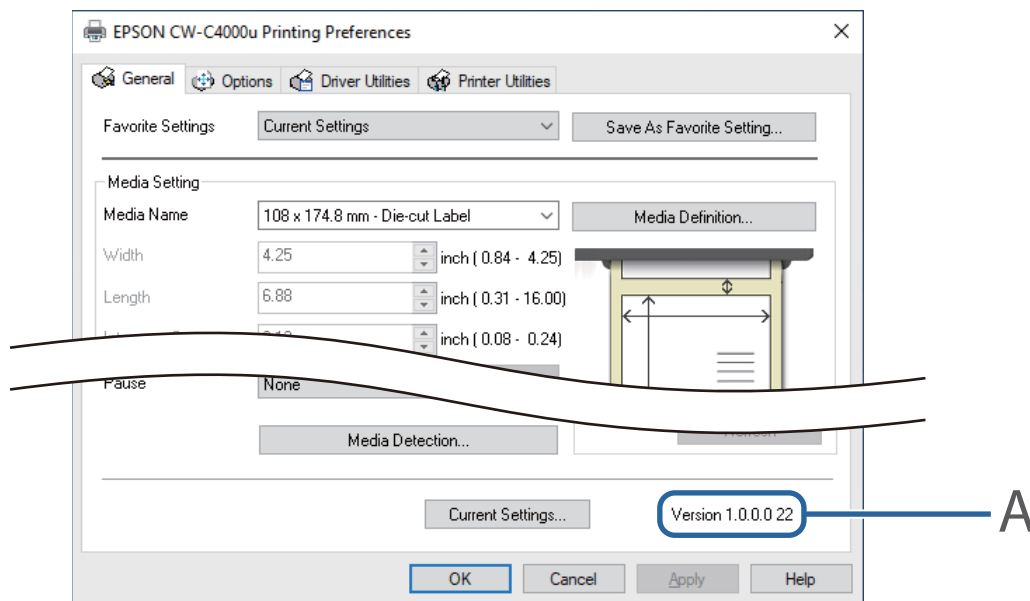 EPSON CW-C4000u Printing Preferences
General Options Driver Utilities Printer Utilities
Favorite Settings Current Settings Save As Favorite Setting...
Media Setting
Media Name 108 x 174.8 mm - Die-cut Label Media Definition...
Width 4.25 inch ( 0.84 - 4.25)
Length 6.88 inch ( 0.31 - 16.00)
inch ( 0.08 - 0.24)
Pause None
Media Detection...
Current Settings... Version 1.0.0.0 22 A
OK Cancel Apply Help